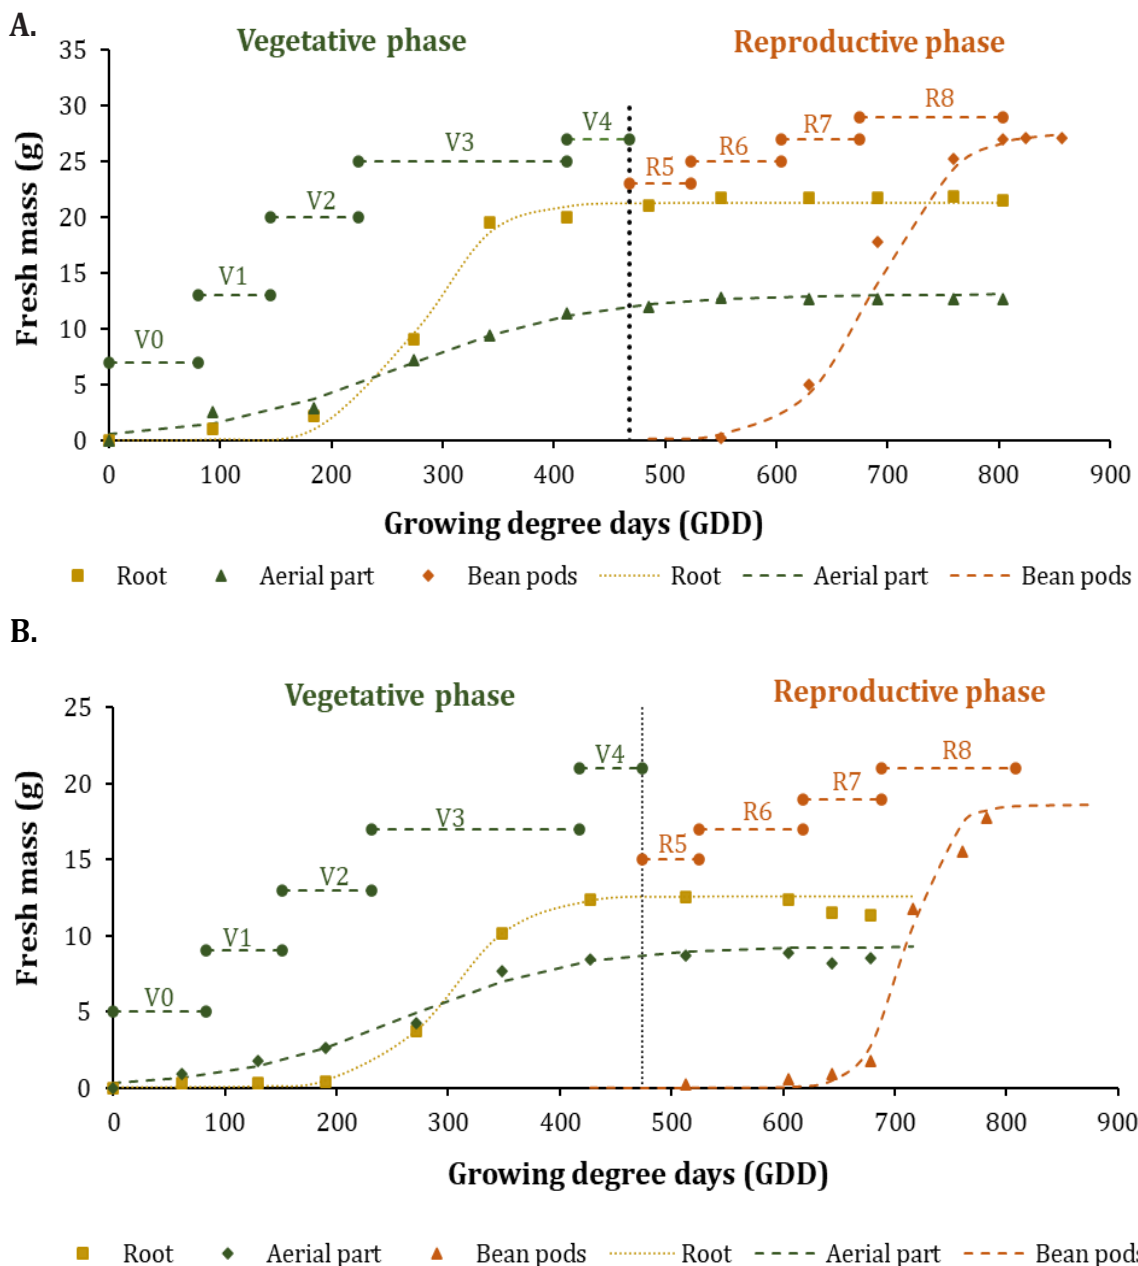 A.
Vegetative phase Reproductive phase
35
30
25
20
15
10
5
0
Fresh mass (g)
V0
V1
V2
V3
V4
R5
R6
R7
R8
0 100 200 300 400 500 600 700 800 900
Growing degree days (GDD)
Root Aerial part Bean pods Root Aerial part Bean pods
B.
Vegetative phase Reproductive phase
25
20
15
10
5
0
Fresh mass (g)
V0
V1
V2
V3
V4
R5
R6
R7
R8
0 100 200 300 400 500 600 700 800 900
Growing degree days (GDD)
Root Aerial part Bean pods Root Aerial part Bean pods